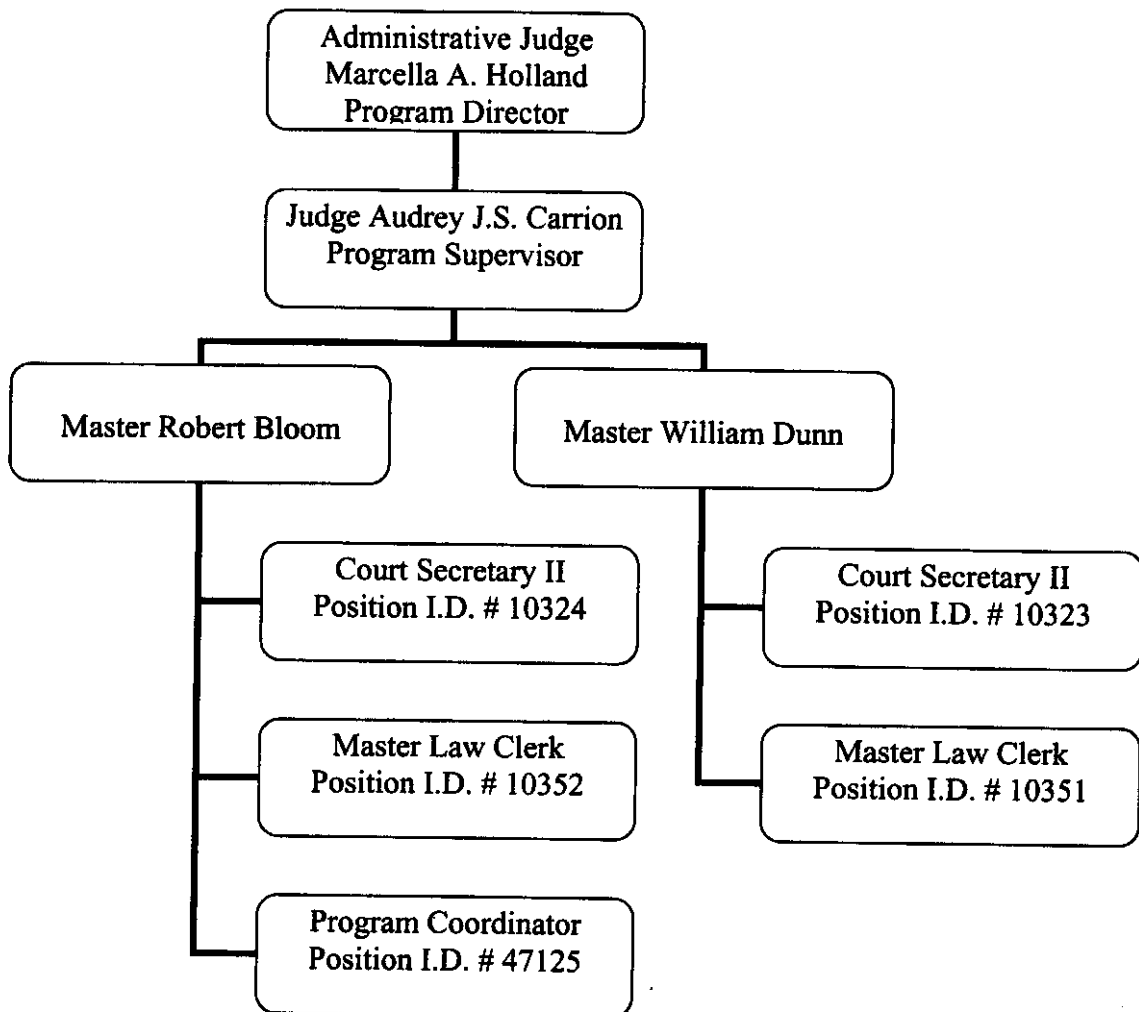 Administrative Judge
Marcella A. Holland
Program Director
Judge Audrey J.S. Carrion
Program Supervisor
Master Robert Bloom
Master William Dunn
Court Secretary II
Position I.D. # 10324
Court Secretary II
Position I.D. # 10323
Master Law Clerk
Position I.D. # 10352
Master Law Clerk
Position I.D. # 10351
Program Coordinator
Position I.D. # 47125